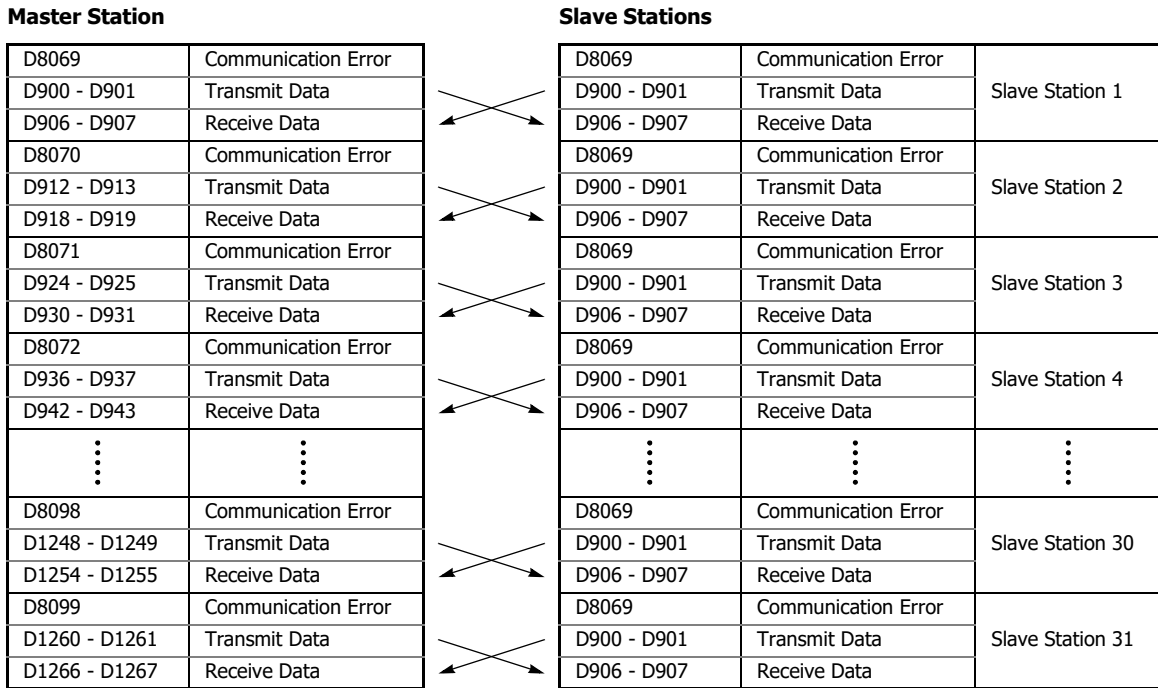 Master Station Slave Stations
D8069 Communication Error D8069 Communication Error
D900 - D901 Transmit Data D900 - D901 Transmit Data Slave Station 1
D906 - D907 Receive Data D906 - D907 Receive Data
D8070 Communication Error D8069 Communication Error
D912 - D913 Transmit Data D900 - D901 Transmit Data Slave Station 2
D918 - D919 Receive Data D906 - D907 Receive Data
D8071 Communication Error D8069 Communication Error
D924 - D925 Transmit Data D900 - D901 Transmit Data Slave Station 3
D930 - D931 Receive Data D906 - D907 Receive Data
D8072 Communication Error D8069 Communication Error
D936 - D937 Transmit Data D900 - D901 Transmit Data Slave Station 4
D942 - D943 Receive Data D906 - D907 Receive Data
D8098 Communication Error D8069 Communication Error
D1248 - D1249 Transmit Data D900 - D901 Transmit Data Slave Station 30
D1254 - D1255 Receive Data D906 - D907 Receive Data
D8099 Communication Error D8069 Communication Error
D1260 - D1261 Transmit Data D900 - D901 Transmit Data Slave Station 31
D1266 - D1267 Receive Data D906 - D907 Receive Data